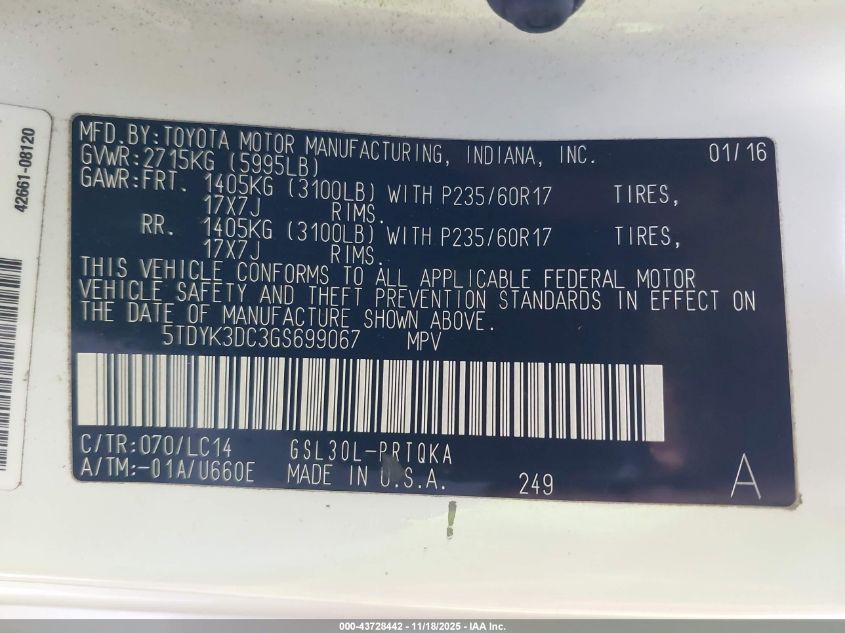 42661-08120
MFD.BY:TOYOTA MOTOR MANUFACTURING, INDIANA, INC. 01/16
GVWR:2715KG (5995LB)
GAWR:FRT. 1405KG (3100LB) WITH P235/60R17 TIRES,
17X7J RIMS.
RR. 1405KG (3100LB) WITH P235/60R17 TIRES,
17X7J RIMS.
THIS VEHICLE CONFORMS TO ALL APPLICABLE FEDERAL MOTOR
VEHICLE SAFETY AND THEFT PREVENTION STANDARDS IN EFFECT ON
THE DATE OF MANUFACTURE SHOWN ABOVE.
5TDYK3DC3GS699067 MPV
C/TR:070/LC14 GSL30L-PRTQKA
A/TM:-01A/U660E MADE IN U.S.A. 249 A
000-43728442 - 11/18/2025 - IAA Inc.